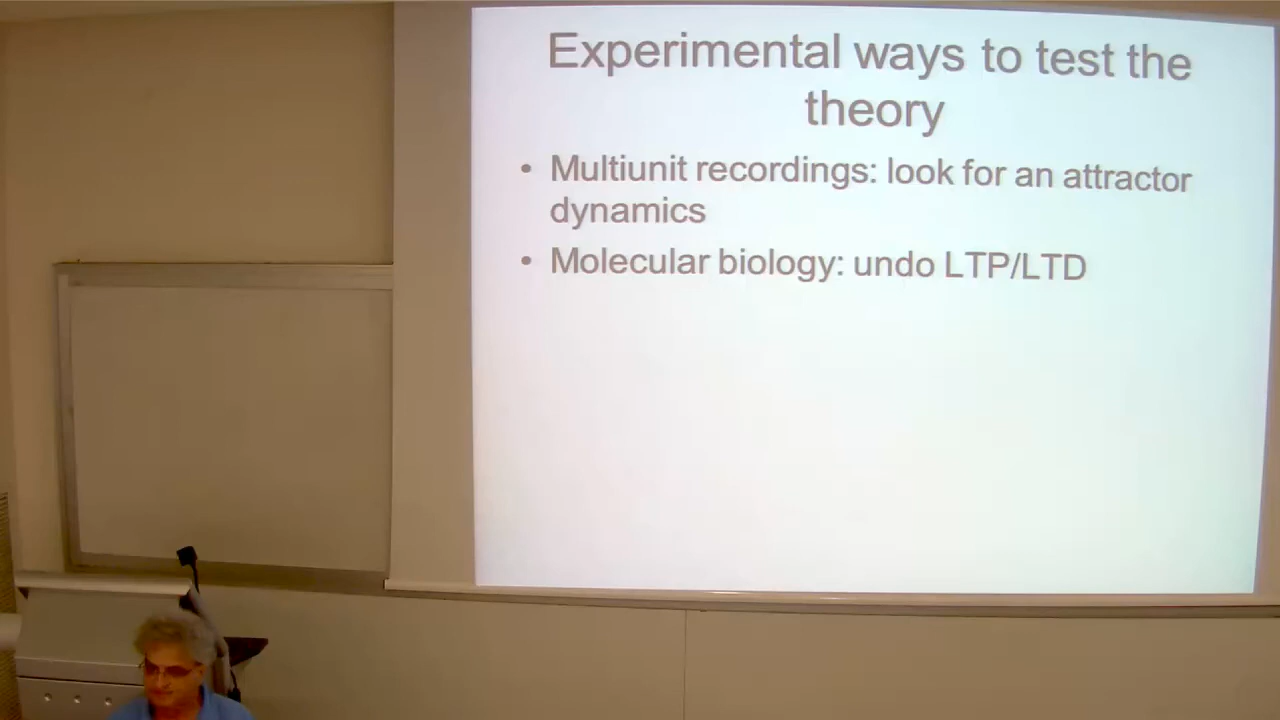 Experimental ways to test the
theory
• Multiunit recordings: look for an attractor
dynamics
• Molecular biology: undo LTP/LTD